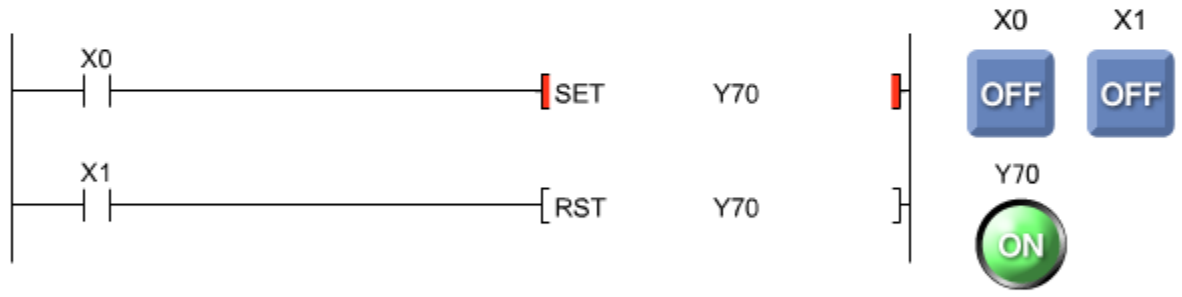 X0 X1
X0
SET Y70
OFF OFF
X1
Y70
RST Y70
ON